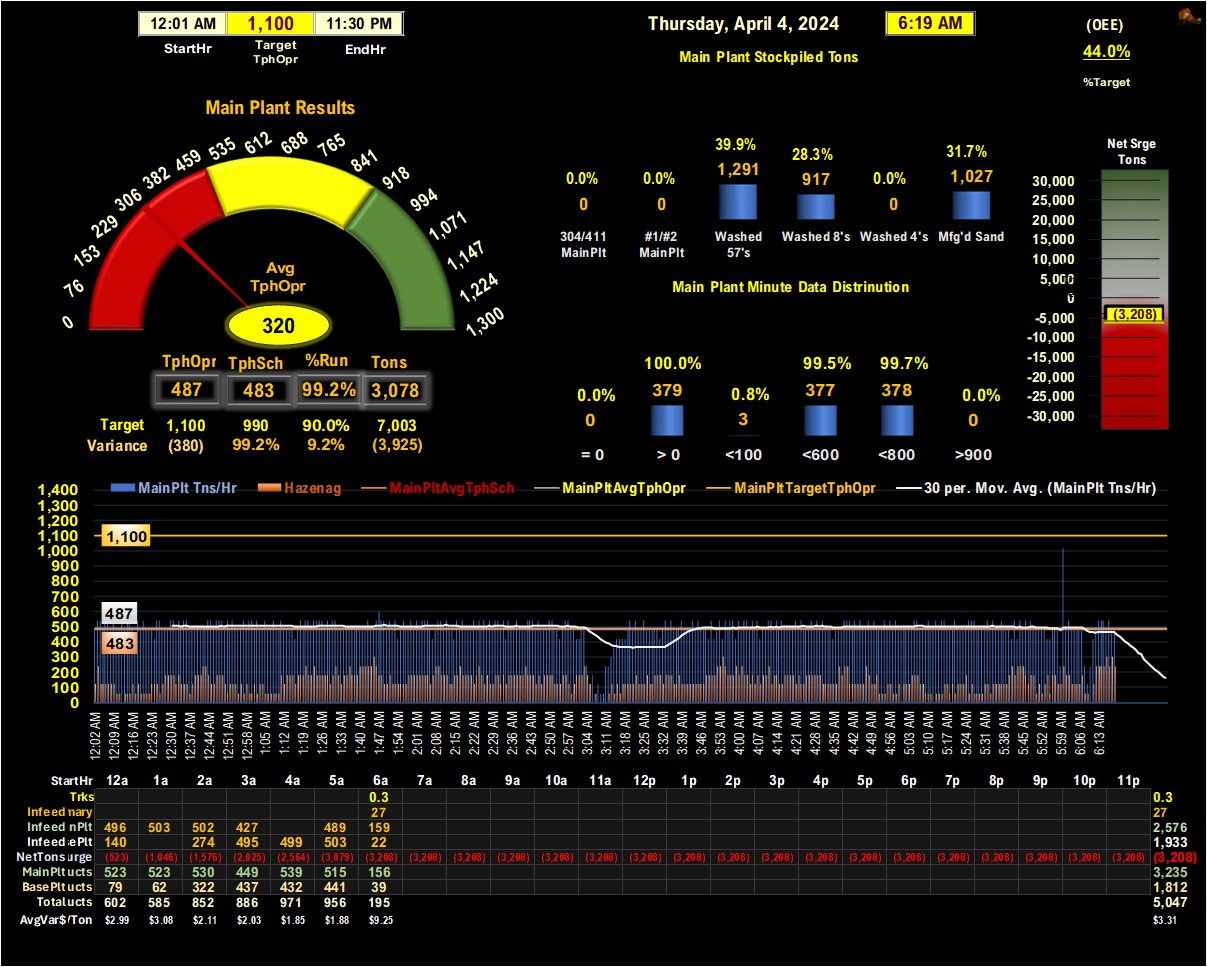 12:01 AM 1,100 11:30 PM
StartHr Target TphOpr EndHr
Thursday, April 4, 2024 6:19 AM
Main Plant Stockpiled Tons
(OEE)
44.0%
%Target
Main Plant Results
0 76 153 229 306 382 459 535 612 688 765 841 918 994 1,071 1,147 1,224 1,300
Avg
TphOpr
320
TphOpr TphSch %Run Tons
487 483 99.2% 3,078
Target 1,100 990 90.0% 7,003
Variance (380) 99.2% 9.2% (3,925)
0.0% 0.0% 39.9% 28.3% 0.0% 31.7%
0 0 1,291 917 0 1,027
304/411 MainPlt #1/#2 MainPlt Washed 57's Washed 8's Washed 4's Mfg'd Sand
Main Plant Minute Data Distrinution
0.0% 100.0% 0.8% 99.5% 99.7% 0.0%
0 379 3 377 378 0
= 0 > 0 <100 <600 <800 >900
Net Srge
Tons
30,000
25,000
20,000
15,000
10,000
5,000
0
(3,208)
-5,000
-10,000
-15,000
-20,000
-25,000
-30,000
MainPlt Tns/Hr Hazenag MainPltAvgTphSch MainPltAvgTphOpr MainPltTargetTphOpr 30 per. Mov. Avg. (MainPlt Tns/Hr)
1,400
1,300
1,200
1,100
1,000
900
800
700
600
500
400
300
200
100
0
1,100
487
483
12:02 AM 12:09 AM 12:16 AM 12:23 AM 12:30 AM 12:37 AM 12:44 AM 12:51 AM 12:58 AM 1:05 AM 1:12 AM 1:19 AM 1:26 AM 1:33 AM 1:40 AM 1:47 AM 1:54 AM 2:01 AM 2:08 AM 2:15 AM 2:22 AM 2:29 AM 2:36 AM 2:43 AM 2:50 AM 2:57 AM 3:04 AM 3:11 AM 3:18 AM 3:25 AM 3:32 AM 3:39 AM 3:46 AM 3:53 AM 4:00 AM 4:07 AM 4:14 AM 4:21 AM 4:28 AM 4:35 AM 4:42 AM 4:49 AM 4:56 AM 5:03 AM 5:10 AM 5:17 AM 5:24 AM 5:31 AM 5:38 AM 5:45 AM 5:52 AM 5:59 AM 6:06 AM 6:13 AM
StartHr 12a 1a 2a 3a 4a 5a 6a 7a 8a 9a 10a 11a 12p 1p 2p 3p 4p 5p 6p 7p 8p 9p 10p 11p
Trks 0.3 0.3
Infeed mary 27 27
Infeed nPlt 496 503 502 427 489 159 2,576
Infeed ePlt 140 274 495 499 503 22 1,933
NetTons urge (523) (1,046) (1,576) (2,025) (2,564) (3,079) (3,208) (3,208) (3,208) (3,208) (3,208) (3,208) (3,208) (3,208) (3,208) (3,208) (3,208) (3,208) (3,208) (3,208) (3,208) (3,208) (3,208) (3,208) (3,208)
MainPlt ucts 523 523 530 449 539 515 156 3,235
BasePlt ucts 79 62 322 437 432 441 39 1,812
Total ucts 602 585 852 886 971 956 195 5,047
AvgVar$/Ton $2.99 $3.08 $2.11 $2.03 $1.85 $1.88 $9.25 $3.31